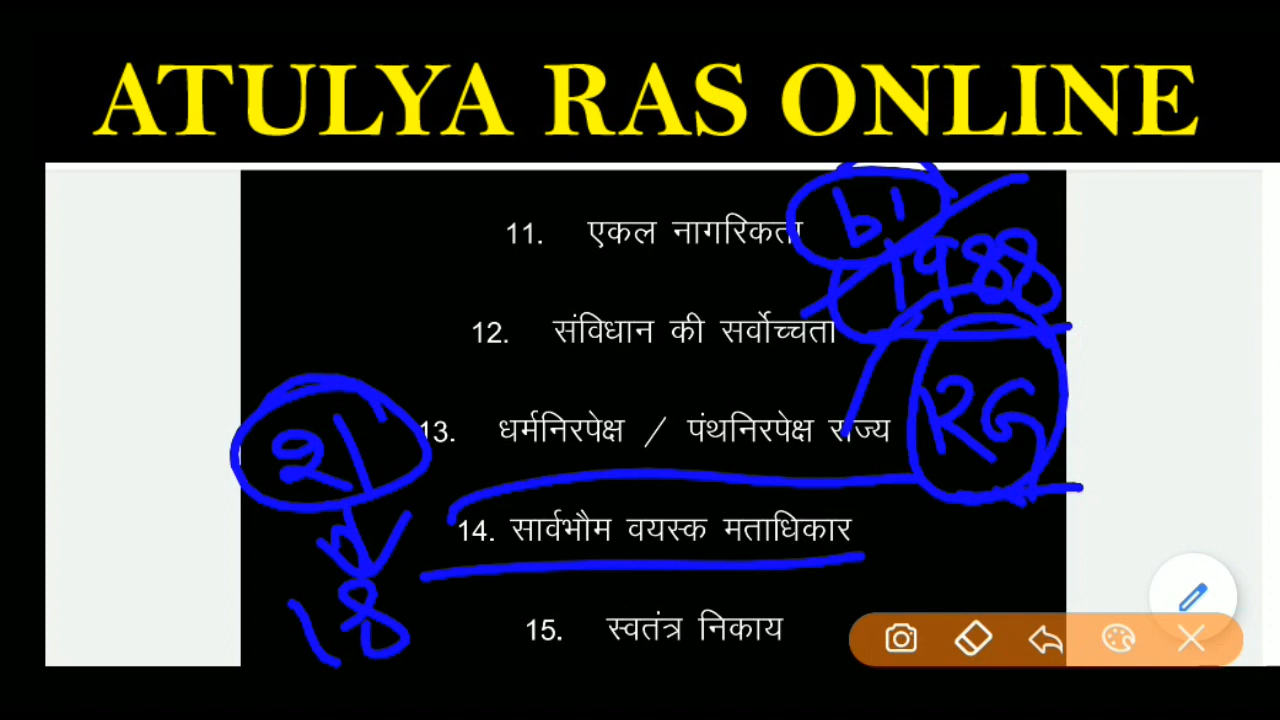 ATULYA RAS ONLINE
11. एकल नागरिकता
61
1988
12. संविधान की सर्वोच्चता
RG
21
13. धर्मनिरपेक्ष / पंथनिरपेक्ष राज्य
14. सार्वभौम वयस्क मताधिकार
18
15. स्वतंत्र निकाय